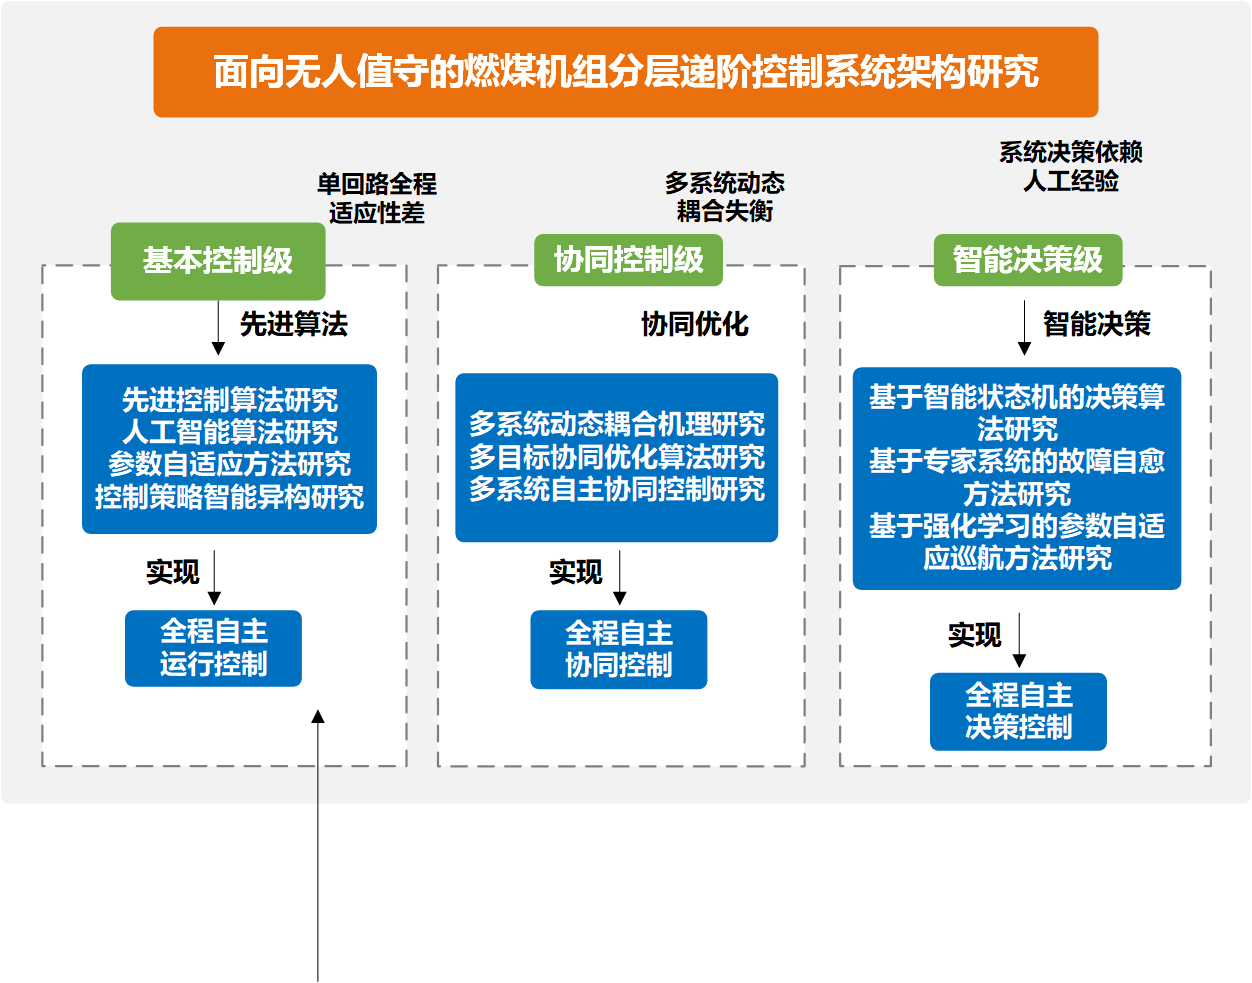 面向无人值守的燃煤机组分层递阶控制系统架构研究
单回路全程
适应性差
基本控制级
先进算法
先进控制算法研究
人工智能算法研究
参数自适应方法研究
控制策略智能异构研究
实现
全程自主
运行控制
多系统动态
耦合失衡
协同控制级
协同优化
多系统动态耦合机理研究
多目标协同优化算法研究
多系统自主协同控制研究
实现
全程自主
协同控制
系统决策依赖
人工经验
智能决策级
智能决策
基于智能状态机的决策算
法研究
基于专家系统的故障自愈
方法研究
基于强化学习的参数自适
应巡航方法研究
实现
全程自主
决策控制